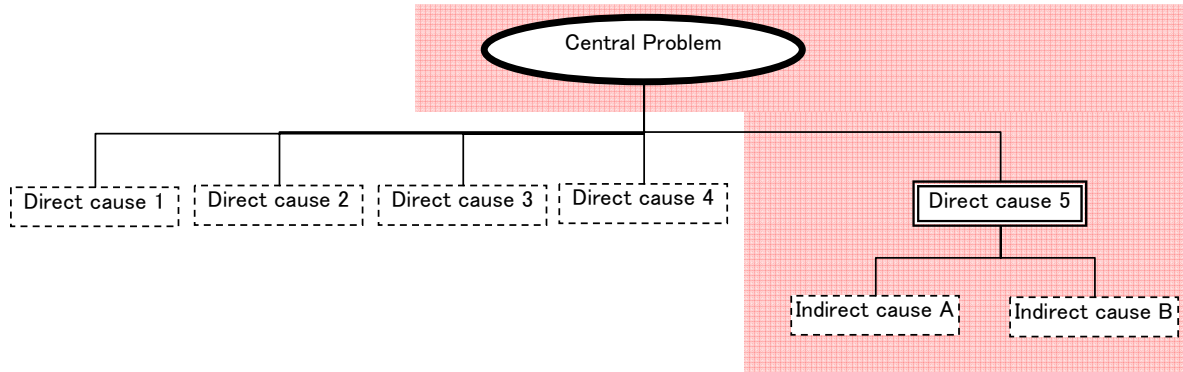 Central Problem
Direct cause 1
Direct cause 2
Direct cause 3
Direct cause 4
Direct cause 5
Indirect cause A
Indirect cause B